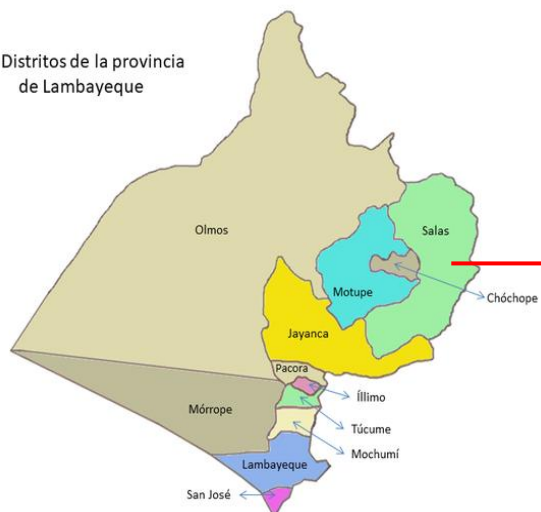 Distritos de la provincia
de Lambayeque
Olmos
Salas
Motupe
Chóchope
Jayanca
Pacora
Íllimo
Mórrope
Túcume
Mochumí
Lambayeque
San José